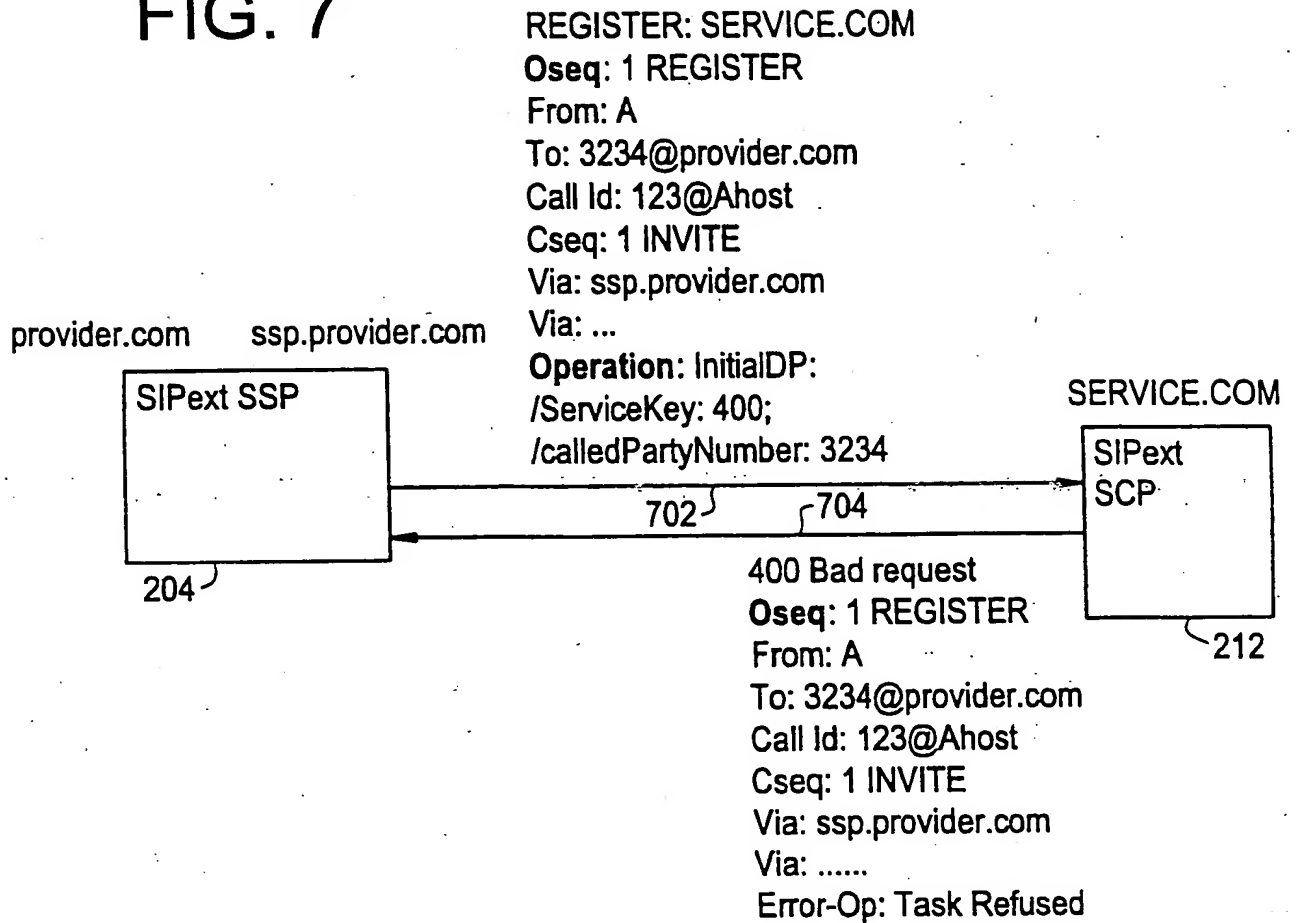 FIG. 7
REGISTER: SERVICE.COM
Oseq: 1 REGISTER
From: A
To: 3234@provider.com
Call Id: 123@Ahost
Cseq: 1 INVITE
Via: ssp.provider.com
Via: ...
Operation: InitialDP:
/ServiceKey: 400;
/calledPartyNumber: 3234
provider.com ssp.provider.com
SIPext SSP
204
SERVICE.COM
SIPext
SCP
212
702
704
400 Bad request
Oseq: 1 REGISTER
From: A
To: 3234@provider.com
Call Id: 123@Ahost
Cseq: 1 INVITE
Via: ssp.provider.com
Via: ......
Error-Op: Task Refused